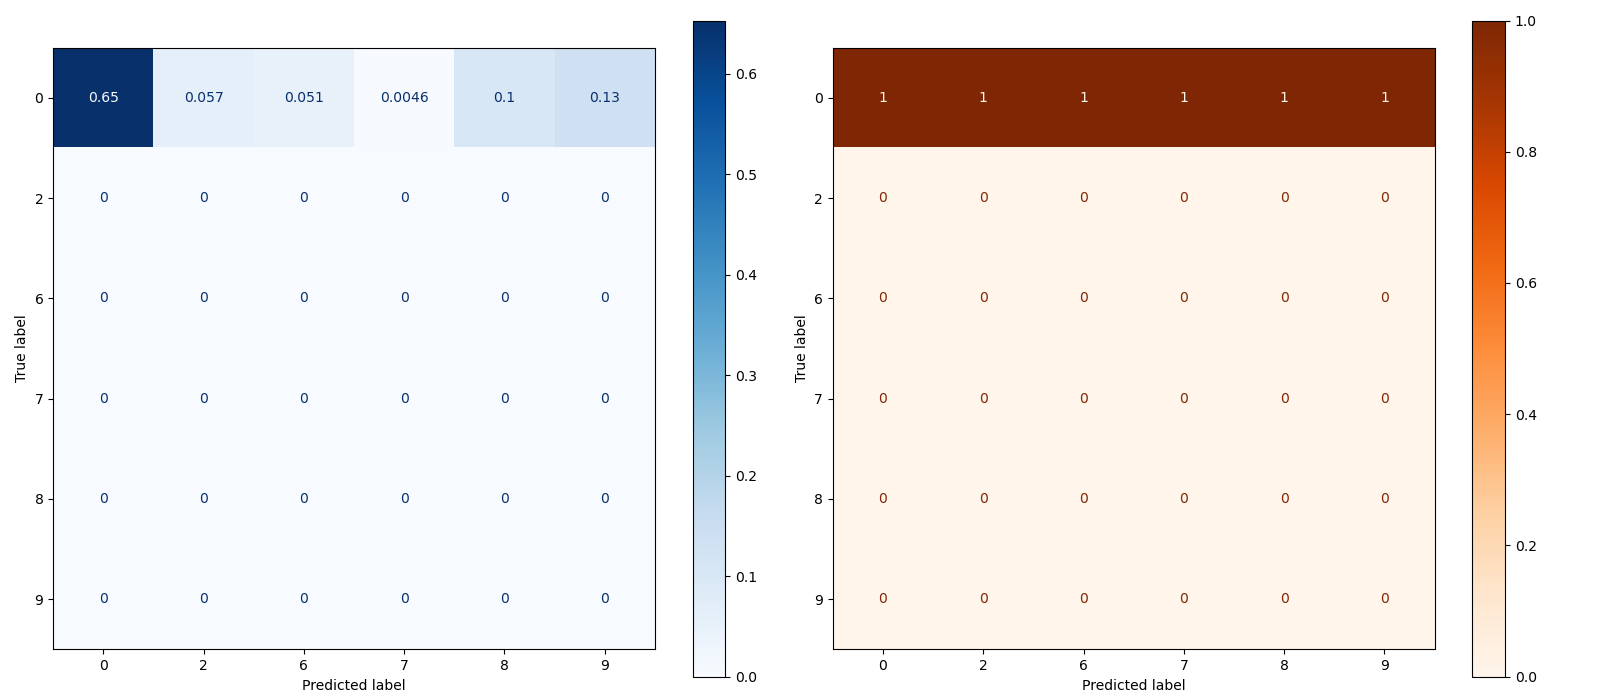 0 0.65 0.057 0.051 0.0046 0.1 0.13
2 0 0 0 0 0 0
6 0 0 0 0 0 0
7 0 0 0 0 0 0
8 0 0 0 0 0 0
9 0 0 0 0 0 0
0 2 6 7 8 9
True label
Predicted label
0.6
0.5
0.4
0.3
0.2
0.1
0.0
0 1 1 1 1 1 1
2 0 0 0 0 0 0
6 0 0 0 0 0 0
7 0 0 0 0 0 0
8 0 0 0 0 0 0
9 0 0 0 0 0 0
0 2 6 7 8 9
True label
Predicted label
1.0
0.8
0.6
0.4
0.2
0.0